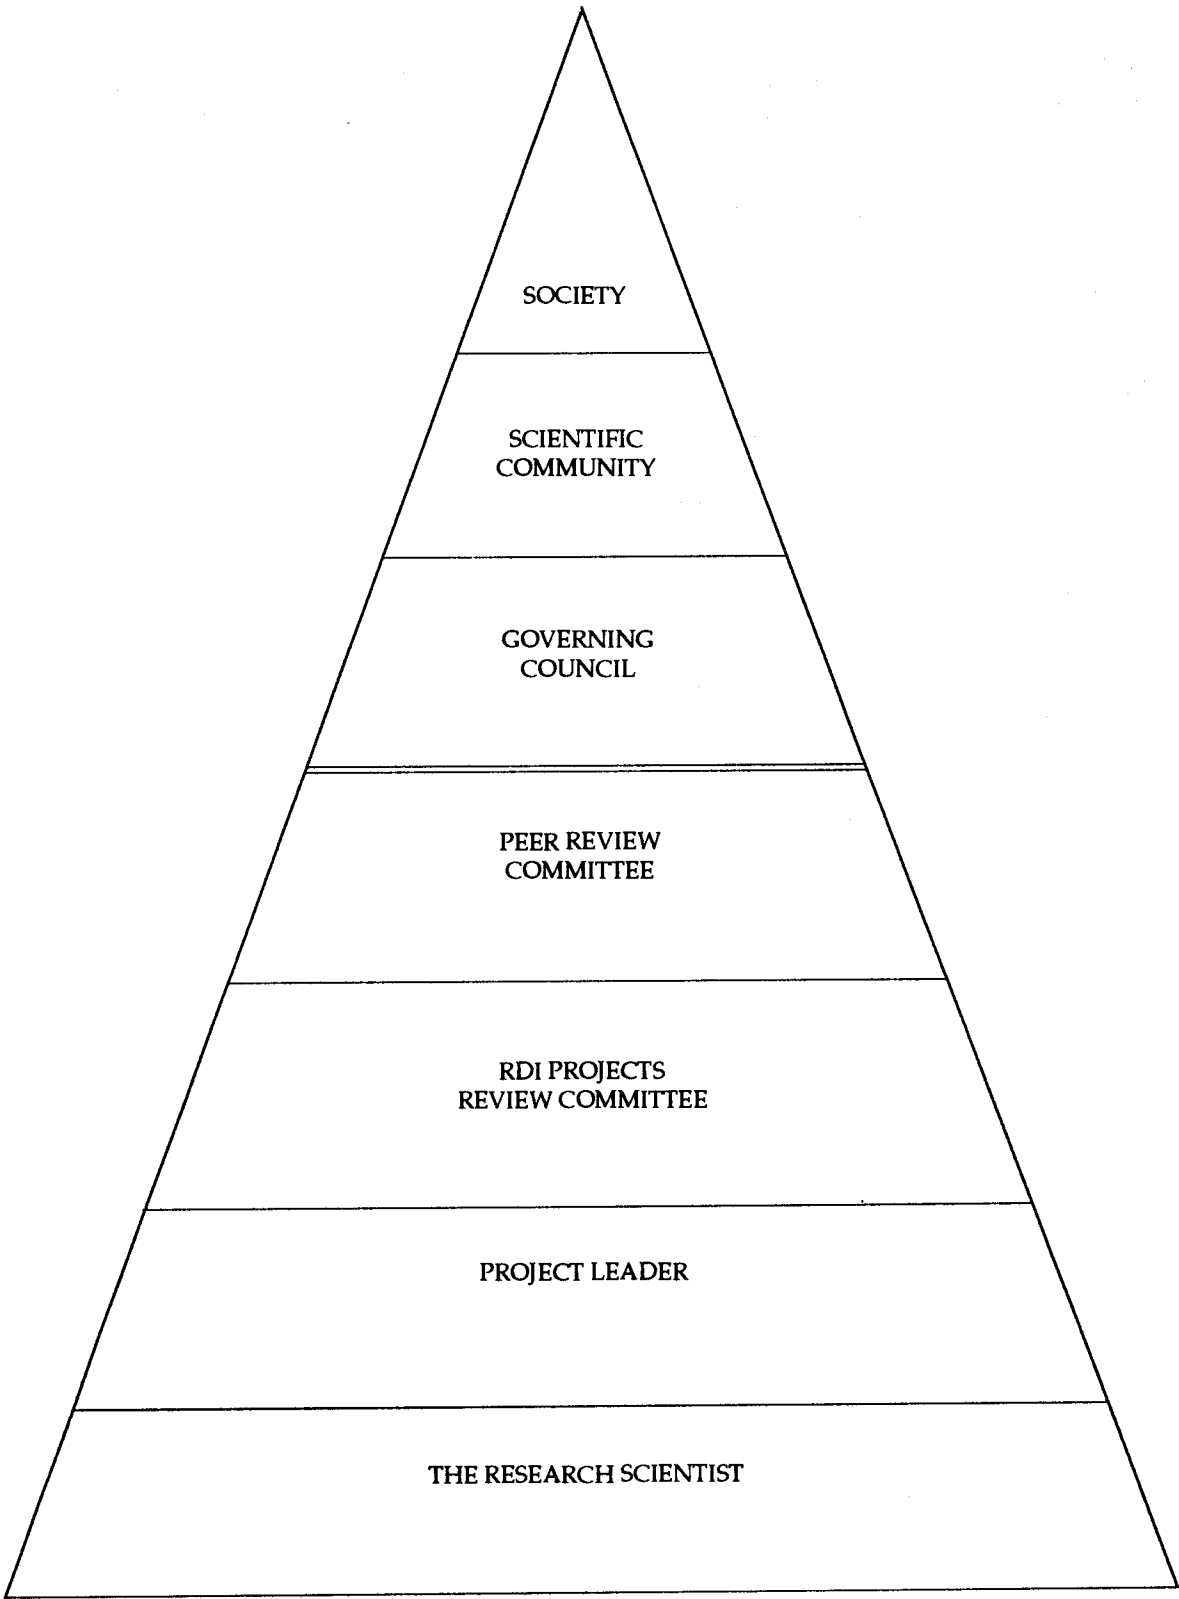 SOCIETY
SCIENTIFIC
COMMUNITY
GOVERNING
COUNCIL
PEER REVIEW
COMMITTEE
RDI PROJECTS
REVIEW COMMITTEE
PROJECT LEADER
THE RESEARCH SCIENTIST